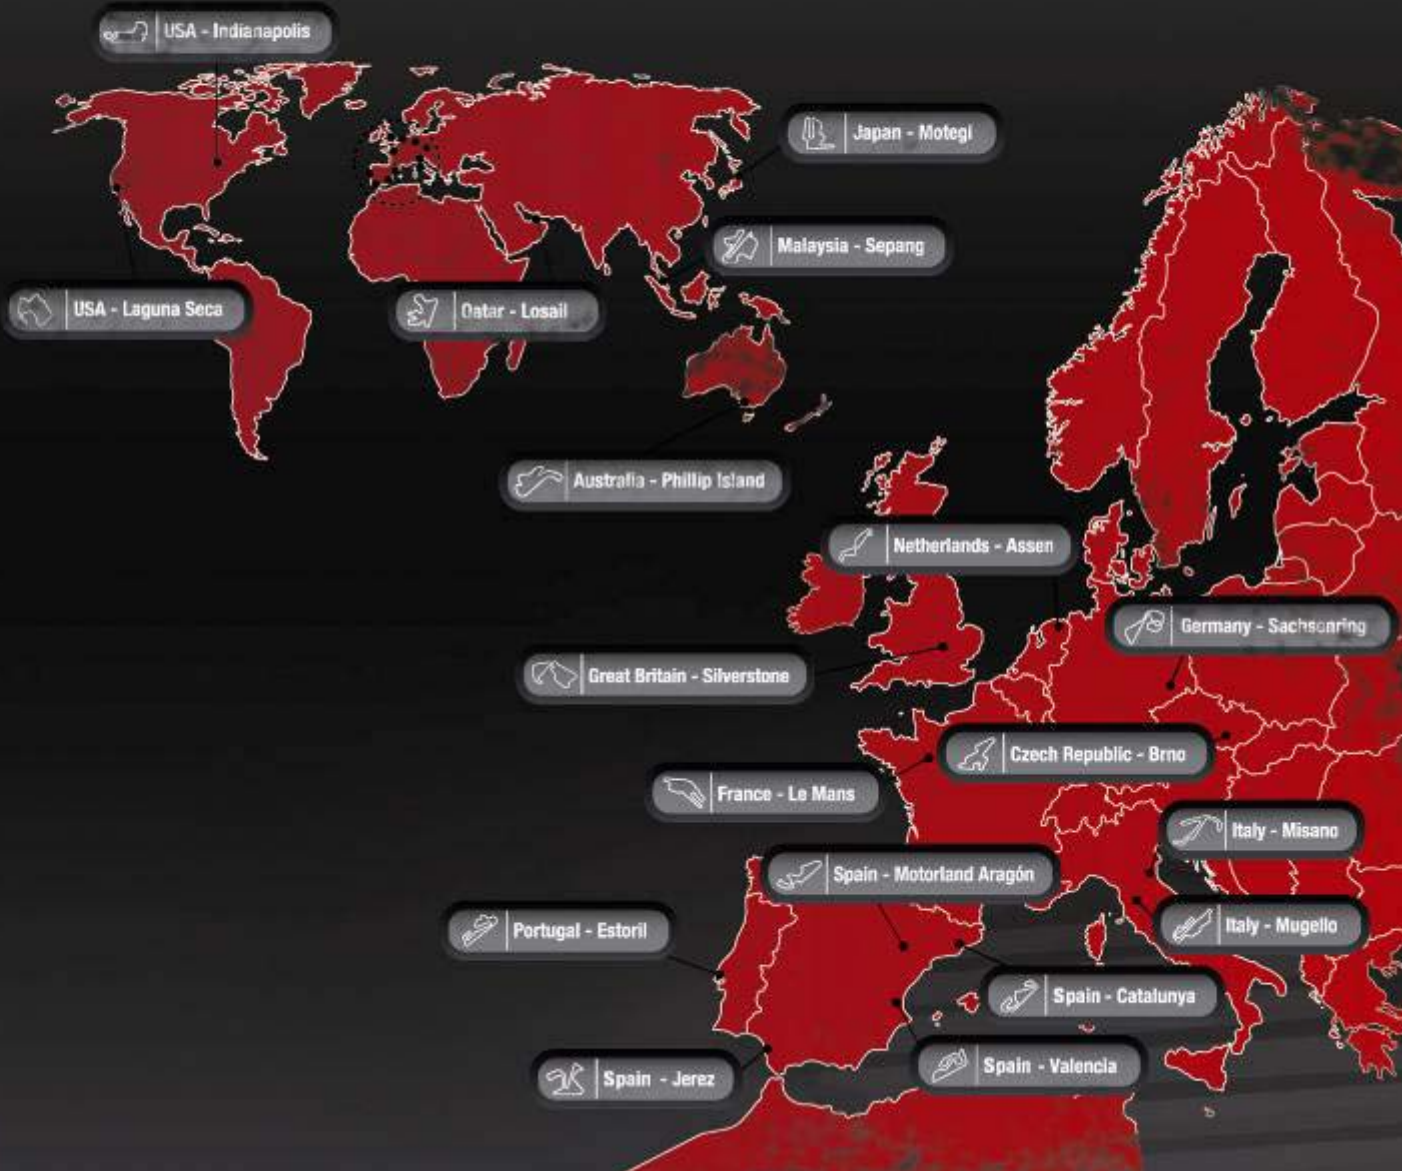 USA - Indianapolis
Japan - Motegi
Malaysia - Sepang
USA - Laguna Seca
Qatar - Losail
Australia - Phillip Island
Netherlands - Assen
Germany - Sachsenring
Great Britain - Silverstone
Czech Republic - Brno
France - Le Mans
Italy - Misano
Spain - Motorland Aragón
Italy - Mugello
Portugal - Estoril
Spain - Catalunya
Spain - Valencia
Spain - Jerez